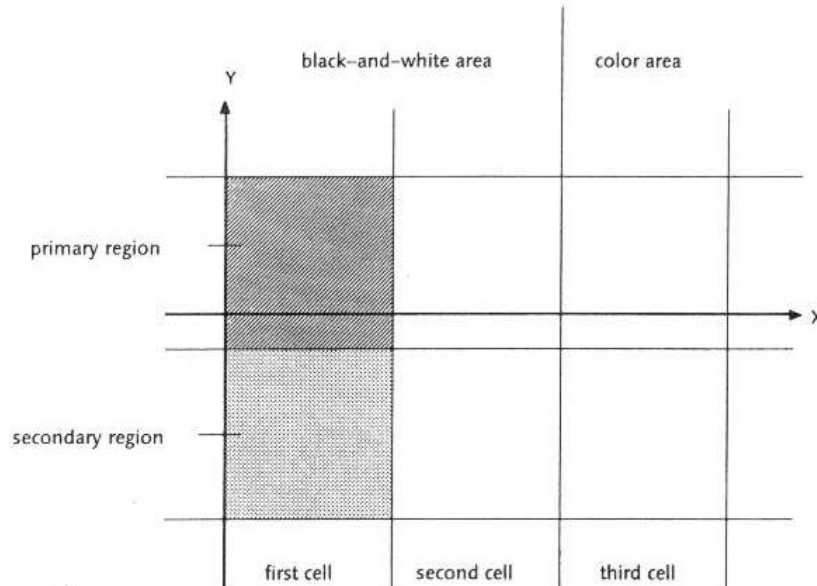 black–and–white area
color area
Y
primary region
X
secondary region
first cell
second cell
third cell